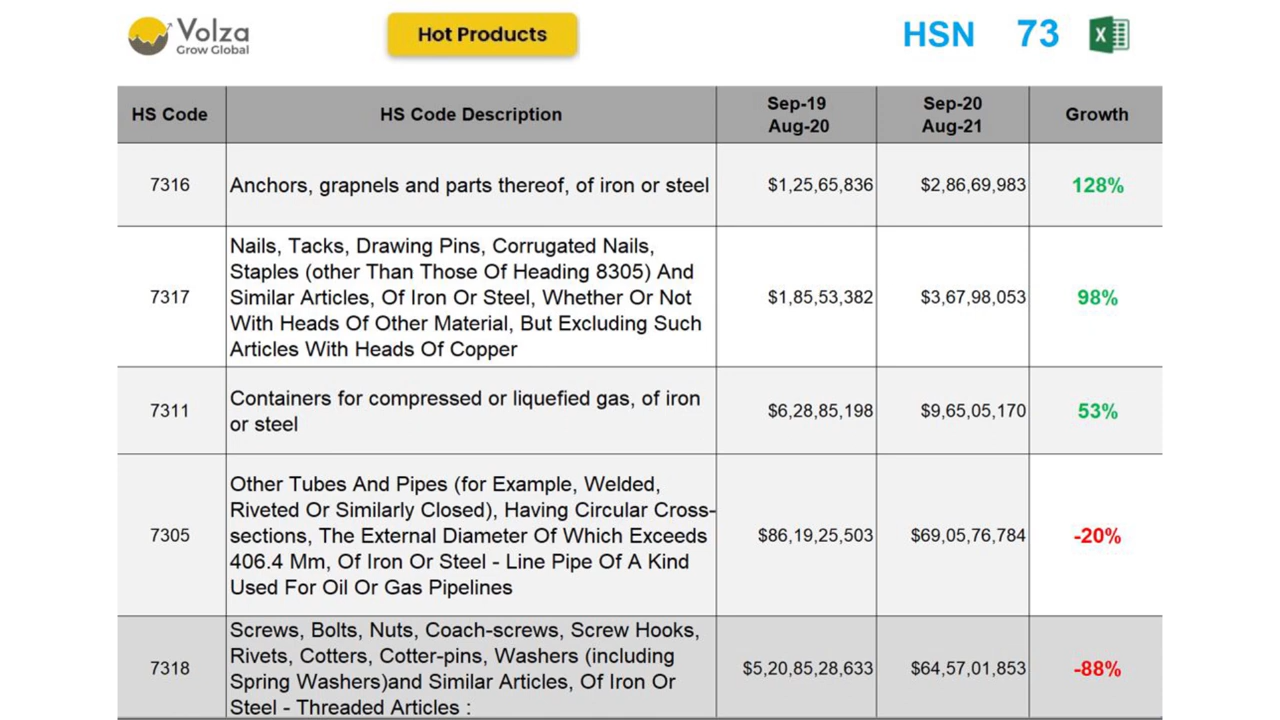 Volza
Grow Global
Hot Products
HSN 73
HS Code
HS Code Description
Sep-19
Aug-20
Sep-20
Aug-21
Growth
7316
Anchors, grapnels and parts thereof, of iron or steel
$1,25,65,836
$2,86,69,983
128%
7317
Nails, Tacks, Drawing Pins, Corrugated Nails,
Staples (other Than Those Of Heading 8305) And
Similar Articles, Of Iron Or Steel, Whether Or Not
With Heads Of Other Material, But Excluding Such
Articles With Heads Of Copper
$1,85,53,382
$3,67,98,053
98%
7311
Containers for compressed or liquefied gas, of iron
or steel
$6,28,85,198
$9,65,05,170
53%
7305
Other Tubes And Pipes (for Example, Welded,
Riveted Or Similarly Closed), Having Circular Cross-
sections, The External Diameter Of Which Exceeds
406.4 Mm, Of Iron Or Steel - Line Pipe Of A Kind
Used For Oil Or Gas Pipelines
$86,19,25,503
$69,05,76,784
-20%
7318
Screws, Bolts, Nuts, Coach-screws, Screw Hooks,
Rivets, Cotters, Cotter-pins, Washers (including
Spring Washers)and Similar Articles, Of Iron Or
Steel - Threaded Articles :
$5,20,85,28,633
$64,57,01,853
-88%